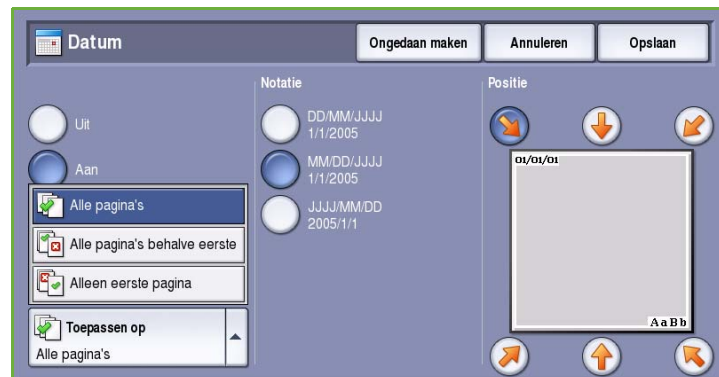 Datum
Ongedaan maken
Annuleren
Opslaan
Notatie
Positie
Uit
Aan
Alle pagina's
Alle pagina's behalve eerste
Alleen eerste pagina
Toepassen op
Alle pagina's
DD/MM/JJJJ
1/1/2005
MM/DD/JJJJ
1/1/2005
JJJJ/MM/DD
2005/1/1
01/01/01
AaBb